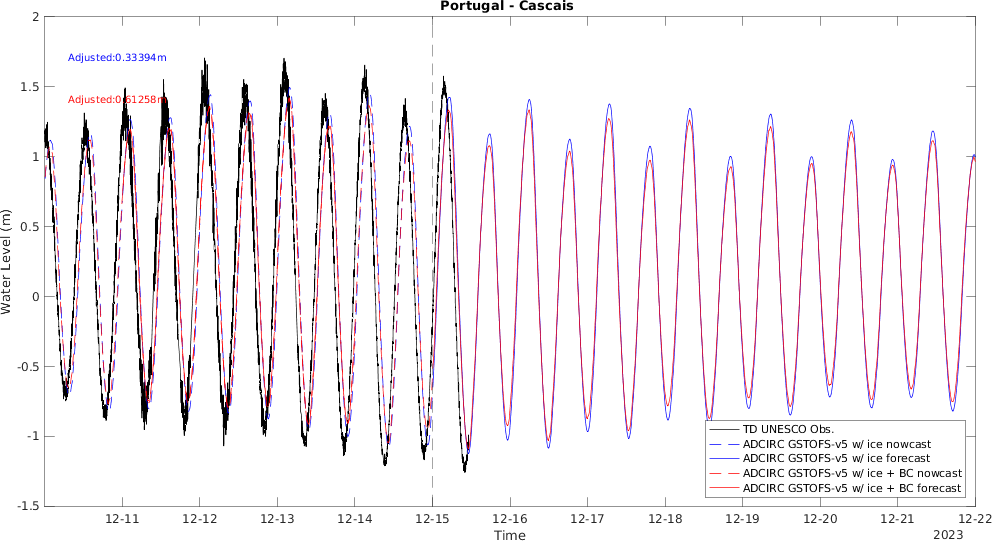 Portugal - Cascais
2
1.5
1
0.5
0
-0.5
-1
-1.5
Water Level (m)
Adjusted:0.33394m
Adjusted:0.61258m
TD UNESCO Obs.
ADCIRC GSTOFS-v5 w/ ice nowcast
ADCIRC GSTOFS-v5 w/ ice forecast
ADCIRC GSTOFS-v5 w/ ice + BC nowcast
ADCIRC GSTOFS-v5 w/ ice + BC forecast
12-11 12-12 12-13 12-14 12-15 12-16 12-17 12-18 12-19 12-20 12-21 12-22
Time
2023